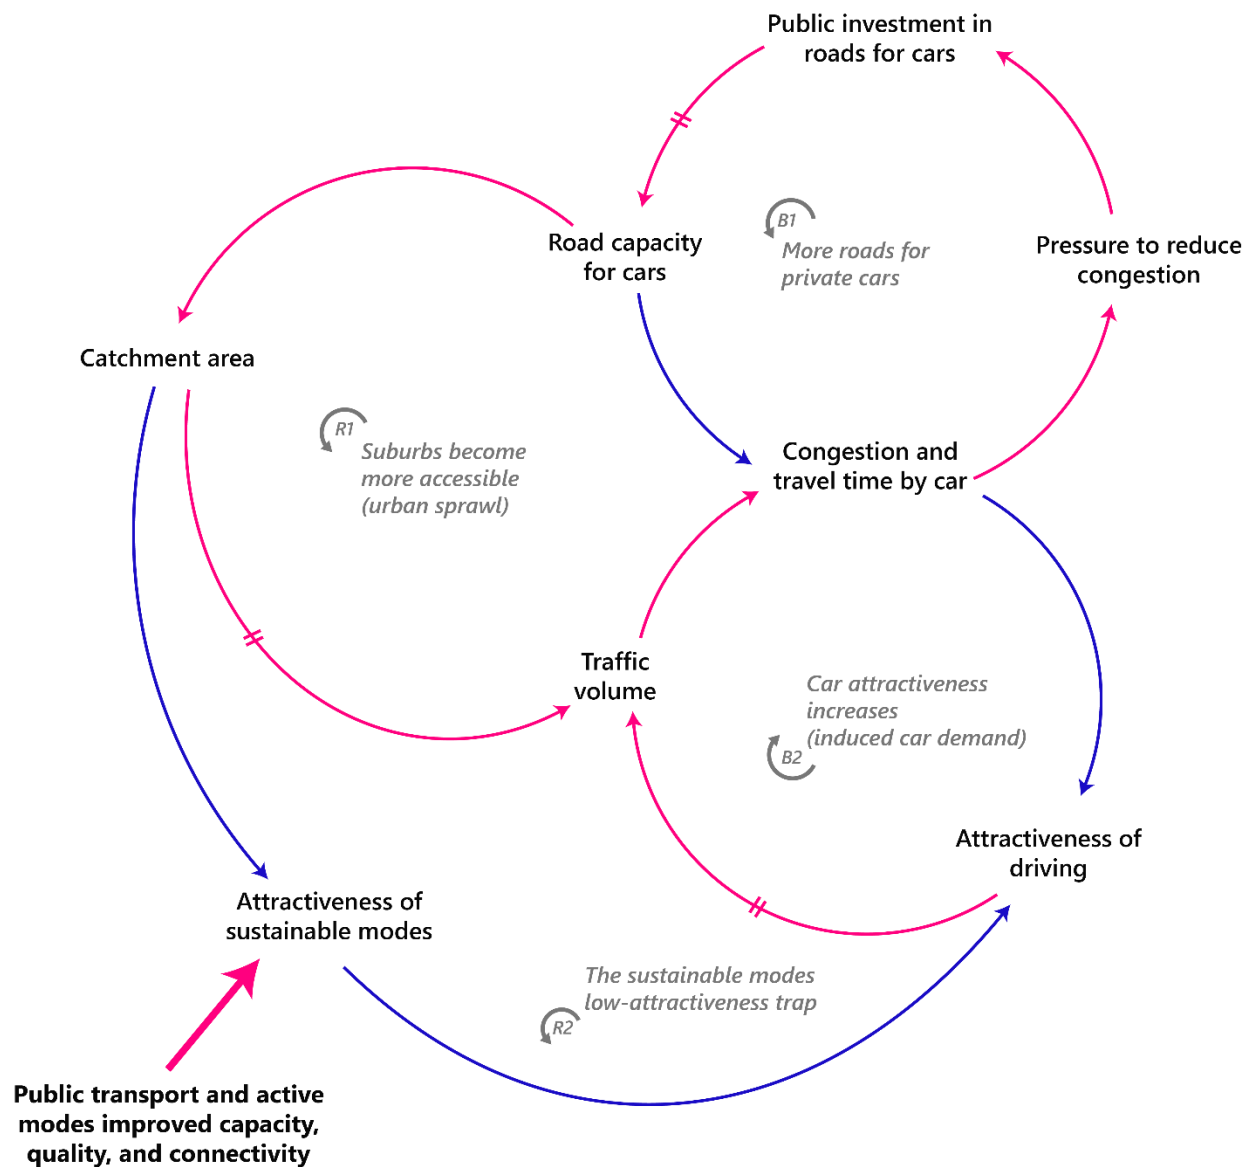 Public investment in
roads for cars
Road capacity
for cars
B1
More roads for
private cars
Pressure to reduce
congestion
Catchment area
R1
Suburbs become
more accessible
(urban sprawl)
Congestion and
travel time by car
Traffic
volume
Car attractiveness
increases
(induced car demand)
B2
Attractiveness of
driving
Attractiveness of
sustainable modes
The sustainable modes
low-attractiveness trap
R2
Public transport and active
modes improved capacity,
quality, and connectivity